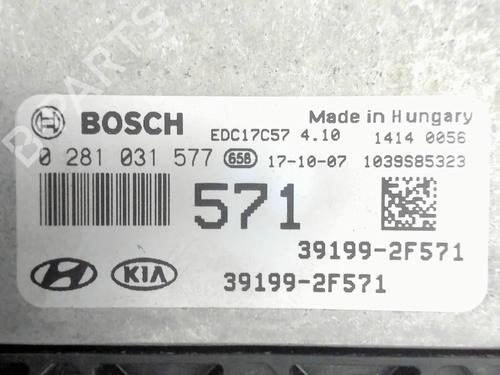 BOSCH
EDC17C57 4.10
Made in Hungary
1414 0056
0 281 031 577 658 17-10-07 1039S85323
571
39199-2F571
KIA
39199-2F571
B-PARTS